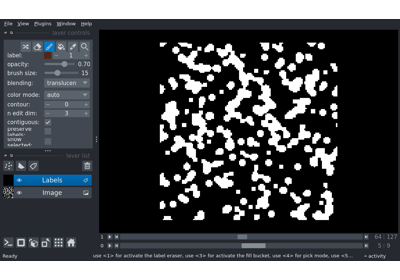 File View Plugins Window Help
layer controls
label: 1
opacity: 0.70
brush size: 15
blending: translucen
color mode: auto
contour: 0
n edit dim: 3
contiguous:
preserve
labels:
show
selected:
layer list
Labels
Image
1 64 127
0 5 9
Ready use <1> for activate the label eraser, use <3> for activate the fill bucket, use <4> for pick mode, use <5... activity